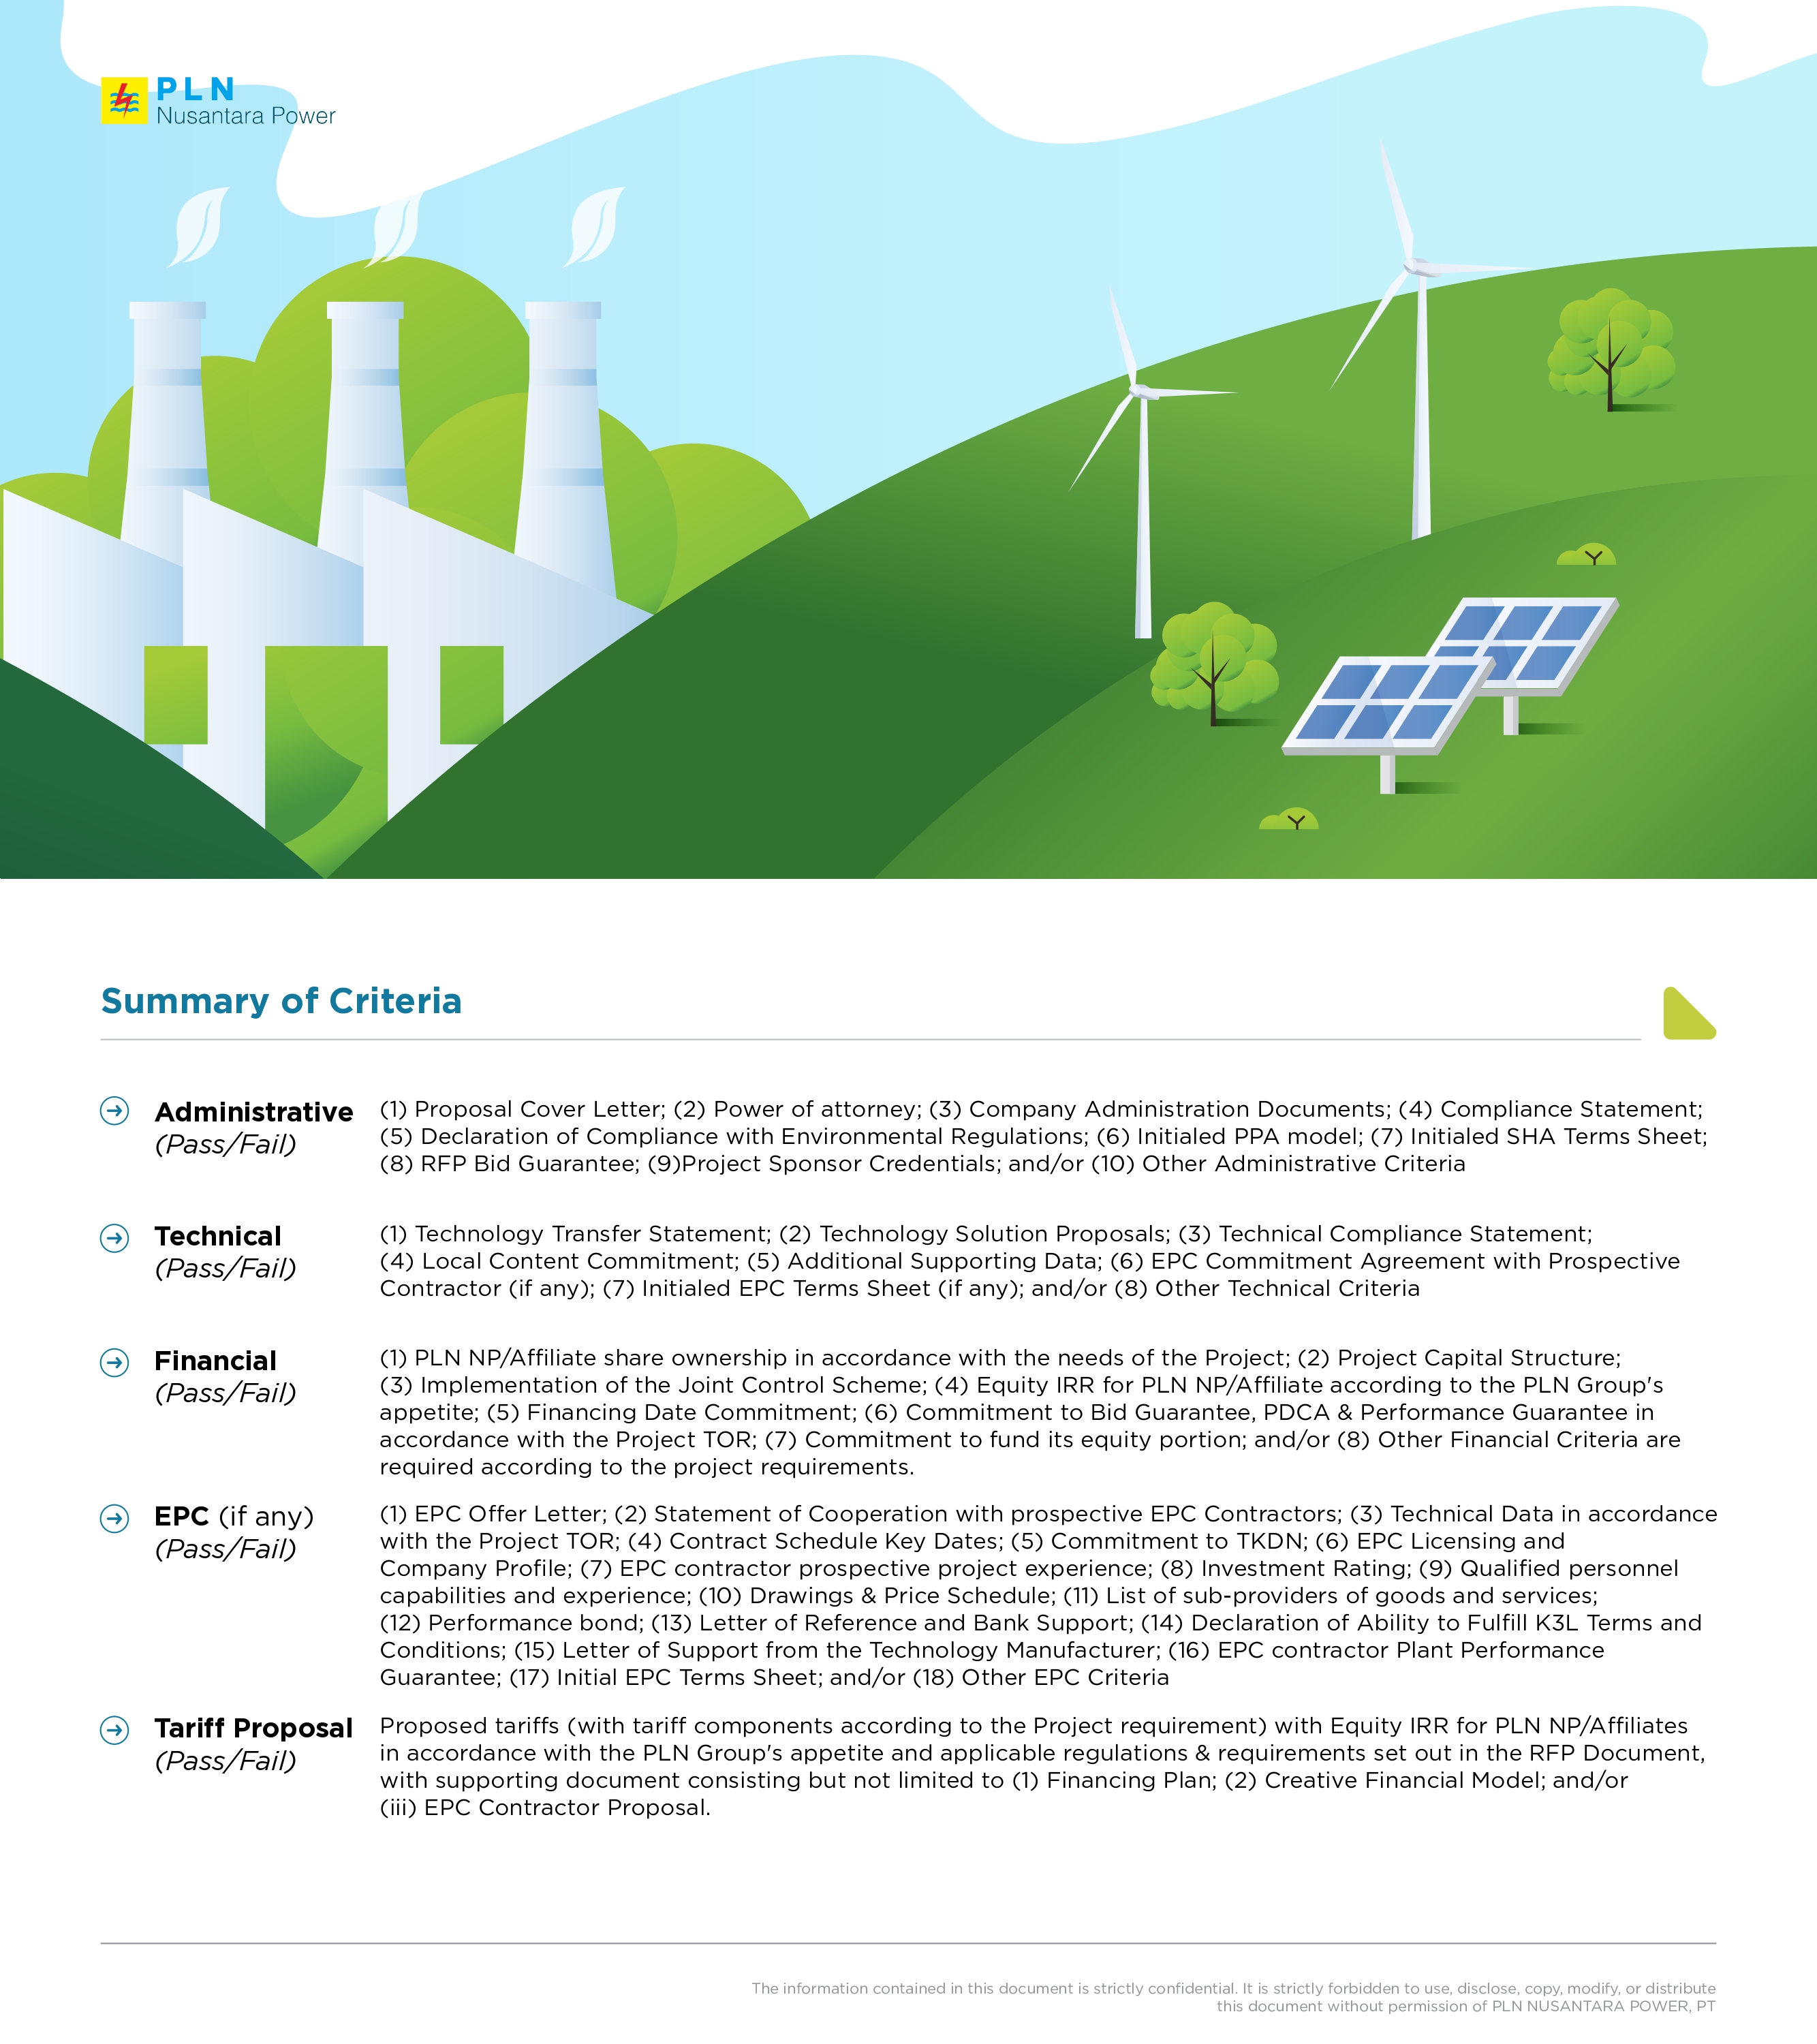 PLN
Nusantara Power
Summary of Criteria
Administrative
(Pass/Fail)
(1) Proposal Cover Letter; (2) Power of attorney; (3) Company Administration Documents; (4) Compliance Statement;
(5) Declaration of Compliance with Environmental Regulations; (6) Initialed PPA model; (7) Initialed SHA Terms Sheet;
(8) RFP Bid Guarantee; (9)Project Sponsor Credentials; and/or (10) Other Administrative Criteria
Technical
(Pass/Fail)
(1) Technology Transfer Statement; (2) Technology Solution Proposals; (3) Technical Compliance Statement;
(4) Local Content Commitment; (5) Additional Supporting Data; (6) EPC Commitment Agreement with Prospective
Contractor (if any); (7) Initialed EPC Terms Sheet (if any); and/or (8) Other Technical Criteria
Financial
(Pass/Fail)
(1) PLN NP/Affiliate share ownership in accordance with the needs of the Project; (2) Project Capital Structure;
(3) Implementation of the Joint Control Scheme; (4) Equity IRR for PLN NP/Affiliate according to the PLN Group's
appetite; (5) Financing Date Commitment; (6) Commitment to Bid Guarantee, PDCA & Performance Guarantee in
accordance with the Project TOR; (7) Commitment to fund its equity portion; and/or (8) Other Financial Criteria are
required according to the project requirements.
EPC (if any)
(Pass/Fail)
(1) EPC Offer Letter; (2) Statement of Cooperation with prospective EPC Contractors; (3) Technical Data in accordance
with the Project TOR; (4) Contract Schedule Key Dates; (5) Commitment to TKDN; (6) EPC Licensing and
Company Profile; (7) EPC contractor prospective project experience; (8) Investment Rating; (9) Qualified personnel
capabilities and experience; (10) Drawings & Price Schedule; (11) List of sub-providers of goods and services;
(12) Performance bond; (13) Letter of Reference and Bank Support; (14) Declaration of Ability to Fulfill K3L Terms and
Conditions; (15) Letter of Support from the Technology Manufacturer; (16) EPC contractor Plant Performance
Guarantee; (17) Initial EPC Terms Sheet; and/or (18) Other EPC Criteria
Tariff Proposal
(Pass/Fail)
Proposed tariffs (with tariff components according to the Project requirement) with Equity IRR for PLN NP/Affiliates
in accordance with the PLN Group's appetite and applicable regulations & requirements set out in the RFP Document,
with supporting document consisting but not limited to (1) Financing Plan; (2) Creative Financial Model; and/or
(iii) EPC Contractor Proposal.
The information contained in this document is strictly confidential. It is strictly forbidden to use, disclose, copy, modify, or distribute
this document without permission of PLN NUSANTARA POWER, PT